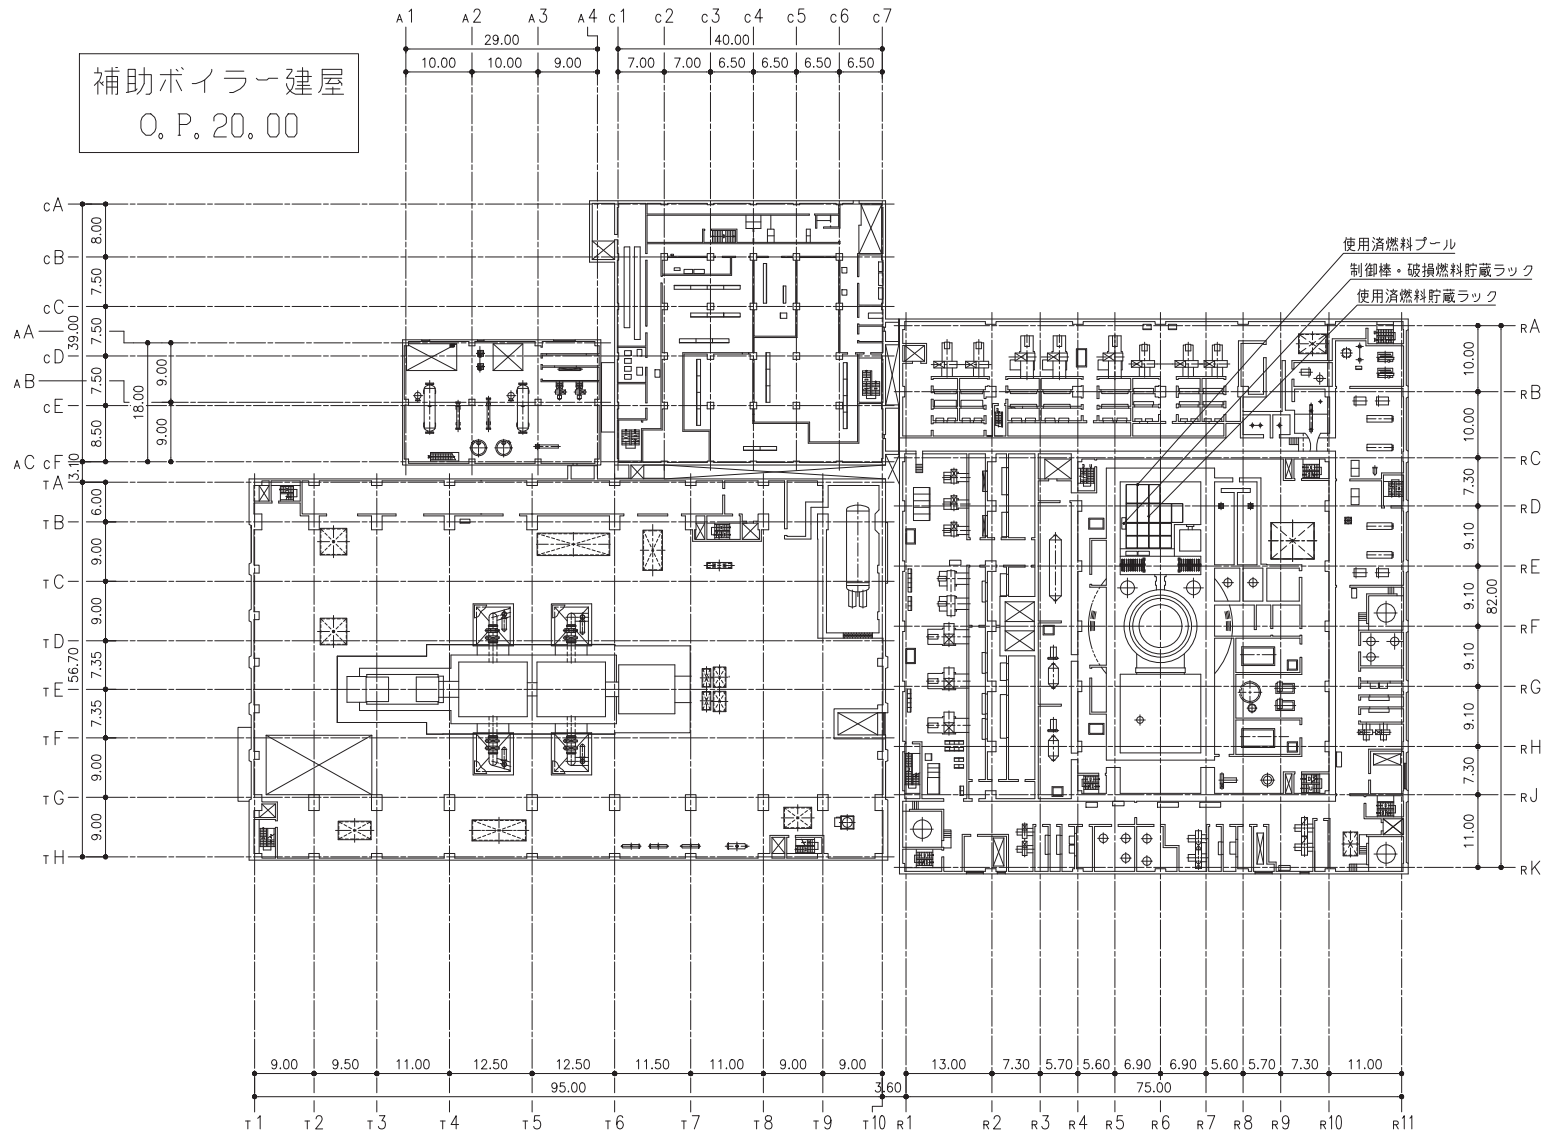 A1 A2 A3 A4 C1 C2 C3 C4 C5 C6 C7
29.00 40.00
10.00 10.00 9.00 7.00 7.00 6.50 6.50 6.50 6.50
補助ボイラー建屋
O.P.20.00
使用済燃料プール
制御棒・破損燃料貯蔵ラック
使用済燃料貯蔵ラック
CA
8.00
CB
7.50
CC
AA
39.00
7.50
CD
AB
7.50
CE
8.50
AC CF
3.10
18.00
9.00
9.00
TA
6.00
TB
9.00
TC
9.00
TD
56.70
7.35
TE
7.35
TF
9.00
TG
9.00
TH
RA
10.00
RB
10.00
RC
7.30
RD
9.10
RE
9.10
82.00
RF
9.10
RG
9.10
RH
7.30
RJ
11.00
RK
9.00 9.50 11.00 12.50 12.50 11.50 11.00 9.00 9.00 13.00 7.30 5.70 5.60 6.90 6.90 5.60 5.70 7.30 11.00
95.00 3.60 75.00
T1 T2 T3 T4 T5 T6 T7 T8 T9 T10 R1 R2 R3 R4 R5 R6 R7 R8 R9 R10 R11